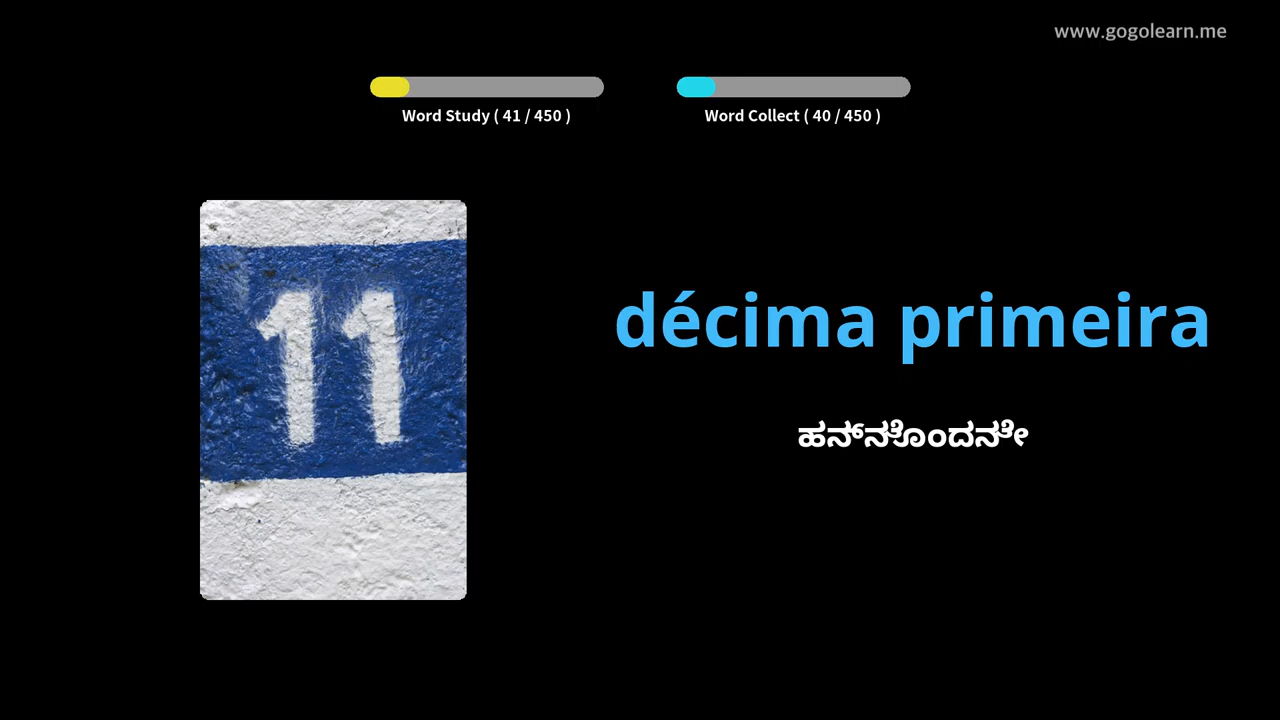 www.gogolearn.me
Word Study ( 41 / 450 )
Word Collect ( 40 / 450 )
11
décima primeira
ಹನ್ನೊಂದನೇ